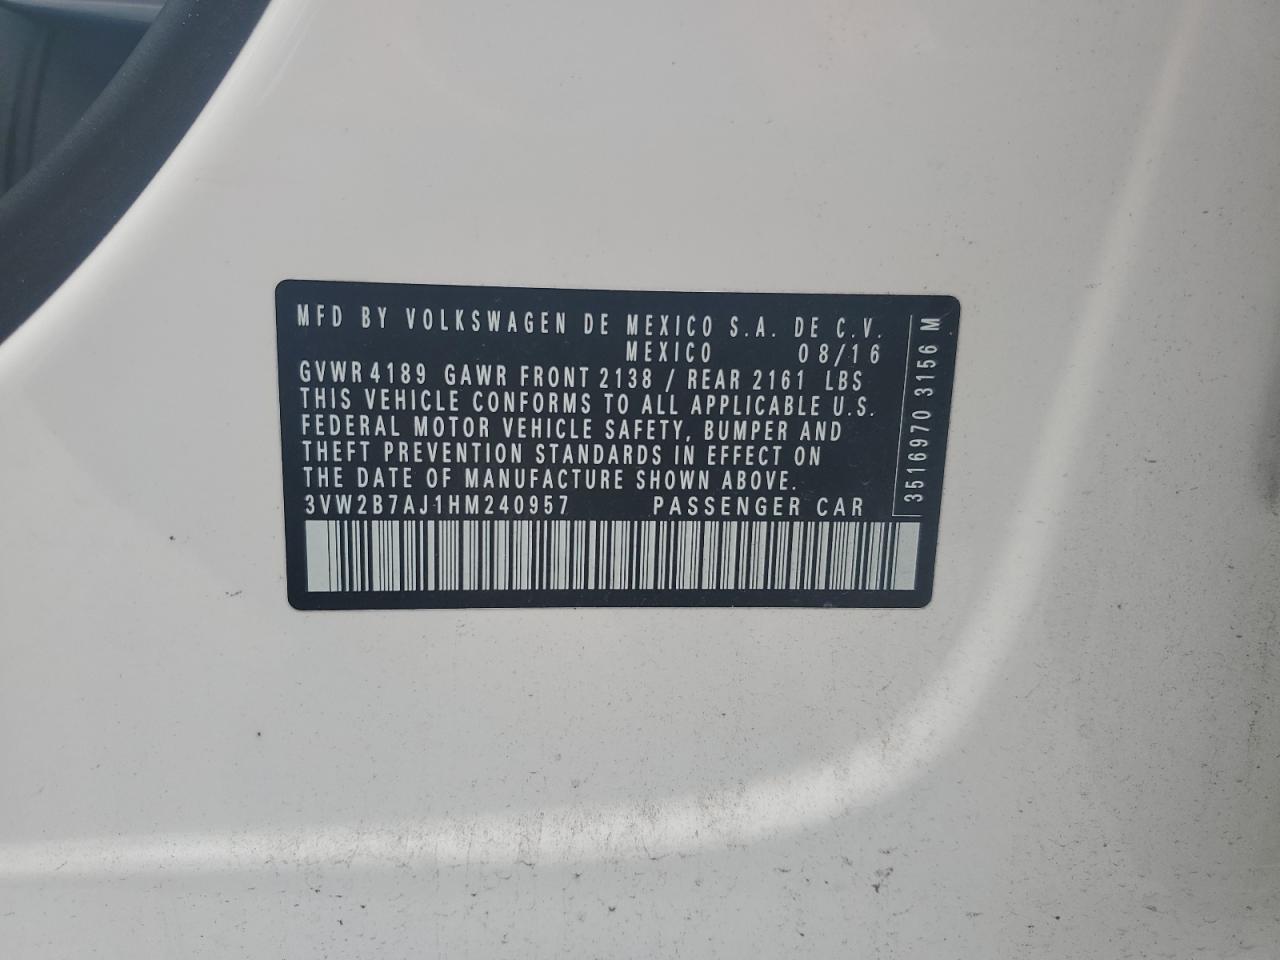 MFD BY VOLKSWAGEN DE MEXICO S.A. DE C.V.
MEXICO 08/16
GVWR 4189 GAWR FRONT 2138 / REAR 2161 LBS
THIS VEHICLE CONFORMS TO ALL APPLICABLE U.S.
FEDERAL MOTOR VEHICLE SAFETY, BUMPER AND
THEFT PREVENTION STANDARDS IN EFFECT ON
THE DATE OF MANUFACTURE SHOWN ABOVE.
3VW2B7AJ1HM240957 PASSENGER CAR
3516970 3156 M